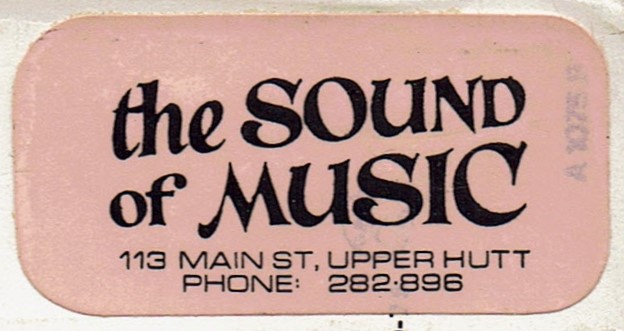 the SOUND
of MUSIC
113 MAIN ST, UPPER HUTT
PHONE: 282·896